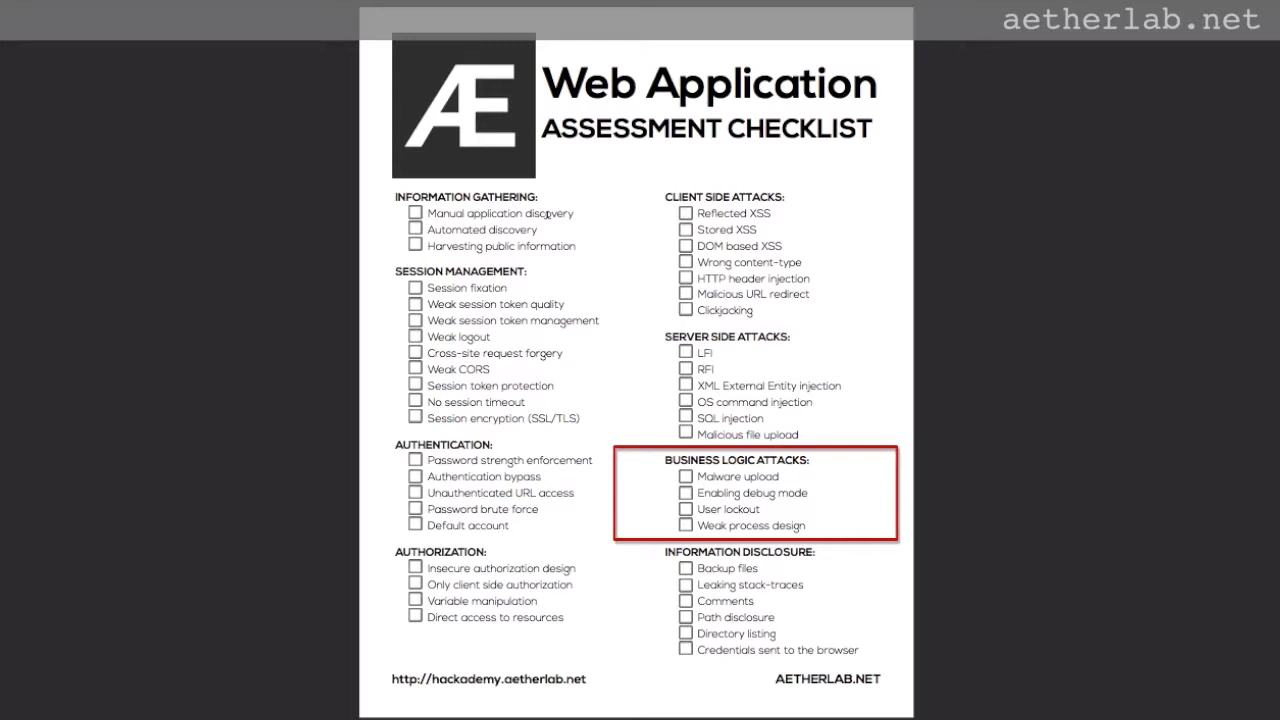 aetherlab.net
Æ
Web Application
ASSESSMENT CHECKLIST
INFORMATION GATHERING:
Manual application discovery
Automated discovery
Harvesting public information
SESSION MANAGEMENT:
Session fixation
Weak session token quality
Weak session token management
Weak logout
Cross-site request forgery
Weak CORS
Session token protection
No session timeout
Session encryption (SSL/TLS)
AUTHENTICATION:
Password strength enforcement
Authentication bypass
Unauthenticated URL access
Password brute force
Default account
AUTHORIZATION:
Insecure authorization design
Only client side authorization
Variable manipulation
Direct access to resources
CLIENT SIDE ATTACKS:
Reflected XSS
Stored XSS
DOM based XSS
Wrong content-type
HTTP header injection
Malicious URL redirect
Clickjacking
SERVER SIDE ATTACKS:
LFI
RFI
XML External Entity injection
OS command injection
SQL injection
Malicious file upload
BUSINESS LOGIC ATTACKS:
Malware upload
Enabling debug mode
User lockout
Weak process design
INFORMATION DISCLOSURE:
Backup files
Leaking stack-traces
Comments
Path disclosure
Directory listing
Credentials sent to the browser
http://hackademy.aetherlab.net
AETHERLAB.NET